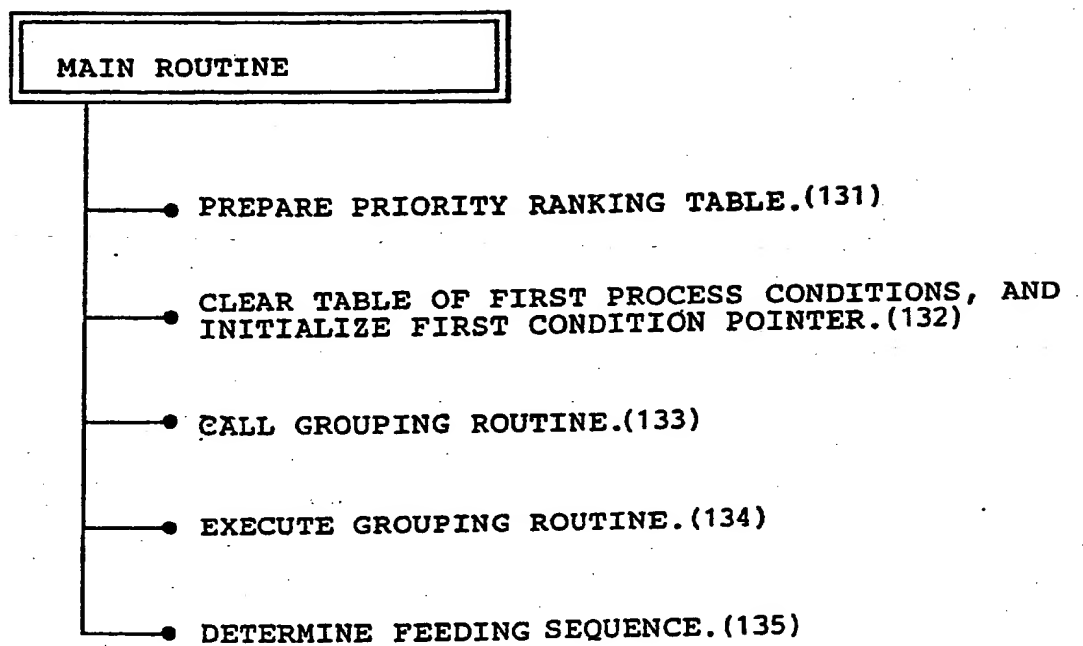 MAIN ROUTINE
PREPARE PRIORITY RANKING TABLE.(131)
CLEAR TABLE OF FIRST PROCESS CONDITIONS, AND
INITIALIZE FIRST CONDITION POINTER.(132)
CALL GROUPING ROUTINE.(133)
EXECUTE GROUPING ROUTINE.(134)
DETERMINE FEEDING SEQUENCE.(135)